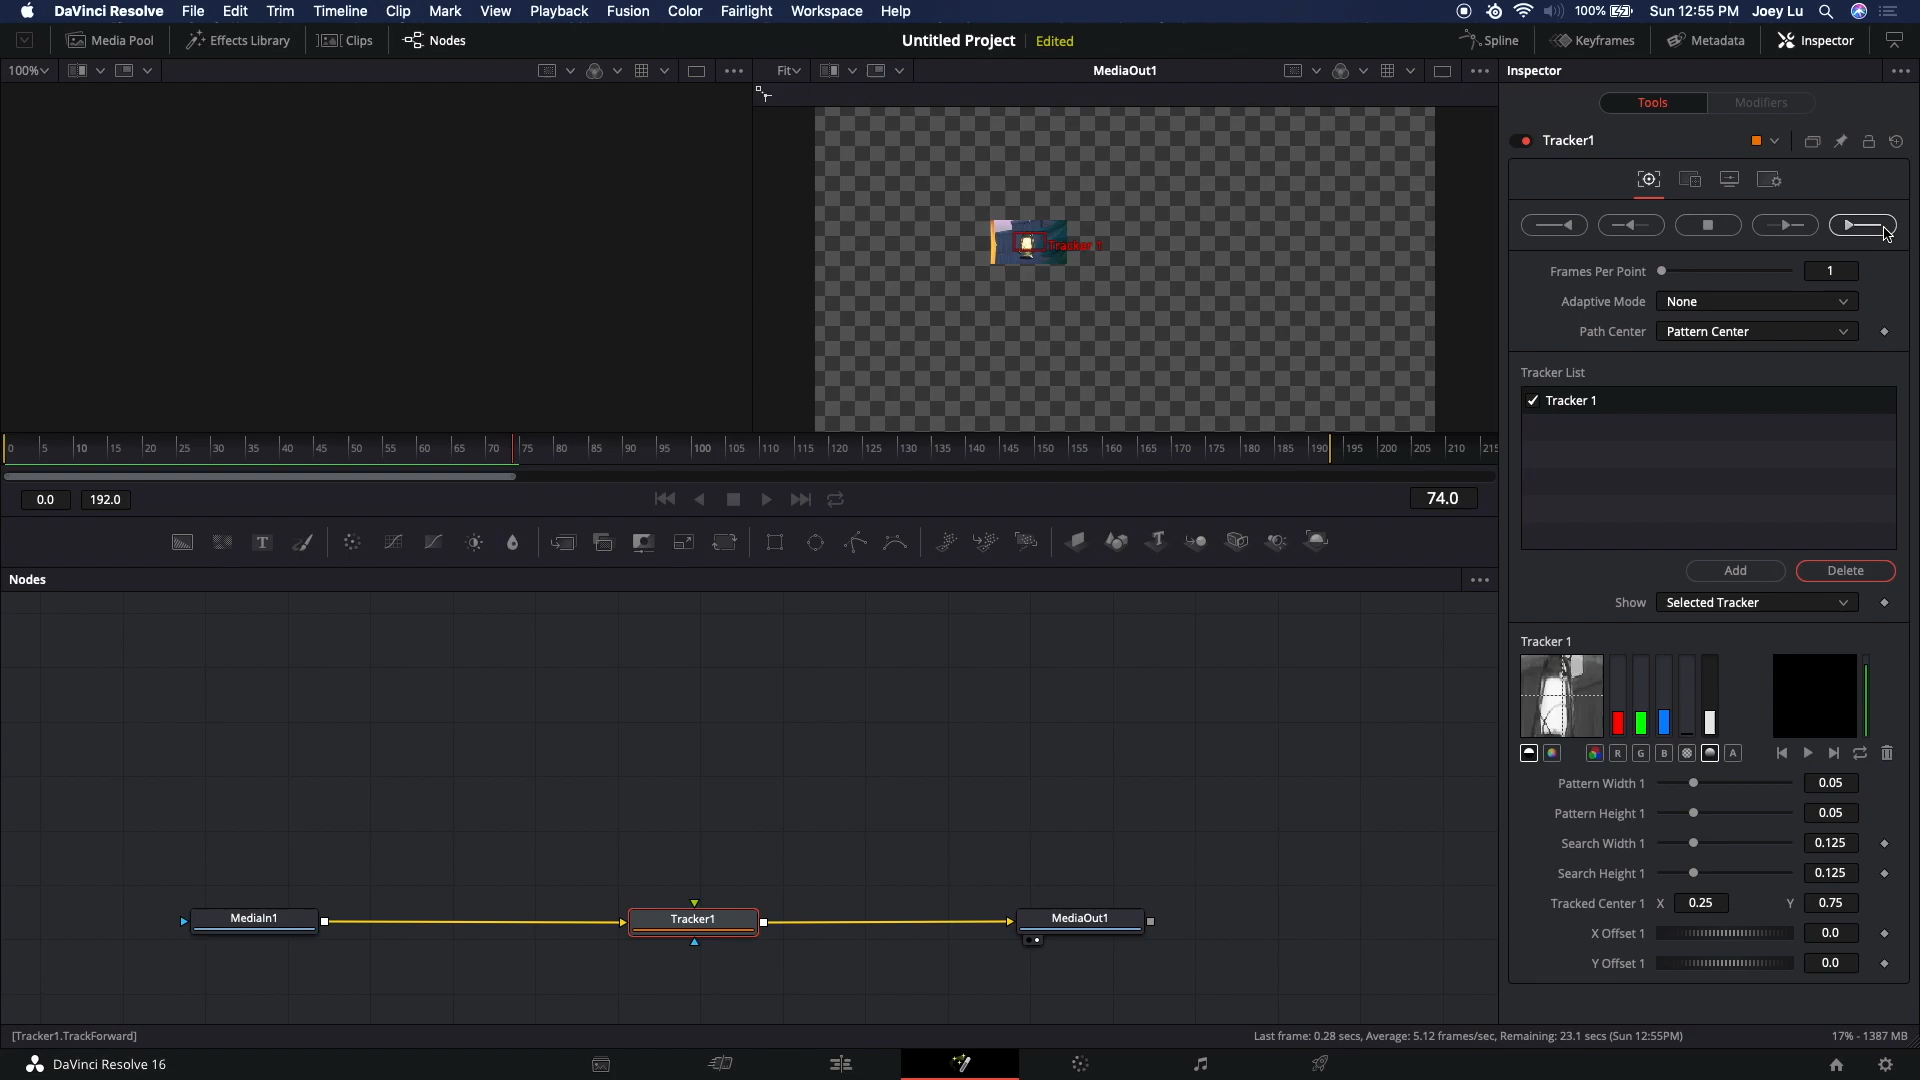 DaVinci Resolve File Edit Trim Timeline Clip Mark View Playback Fusion Color Fairlight Workspace Help 100% Sun 12:55 PM Joey Lu
Media Pool Effects Library Clips Nodes Untitled Project Edited Spline Keyframes Metadata Inspector
100% Fit MediaOut1 Inspector
Tools Modifiers
Tracker1
Tracker 1
Frames Per Point 1
Adaptive Mode None
Path Center Pattern Center
Tracker List
Tracker 1
0 5 10 15 20 25 30 35 40 45 50 55 60 65 70 75 80 85 90 95 100 105 110 115 120 125 130 135 140 145 150 155 160 165 170 175 180 185 190 195 200 205 210 215
0.0 192.0 74.0
Add Delete
Nodes
Show Selected Tracker
Tracker 1
R G B A
Pattern Width 1 0.05
Pattern Height 1 0.05
Search Width 1 0.125
Search Height 1 0.125
Tracked Center 1 X 0.25 Y 0.75
X Offset 1 0.0
Y Offset 1 0.0
MediaIn1 Tracker1 MediaOut1
[Tracker1.TrackForward] Last frame: 0.28 secs, Average: 5.12 frames/sec, Remaining: 23.1 secs (Sun 12:55PM) 17% - 1387 MB
DaVinci Resolve 16